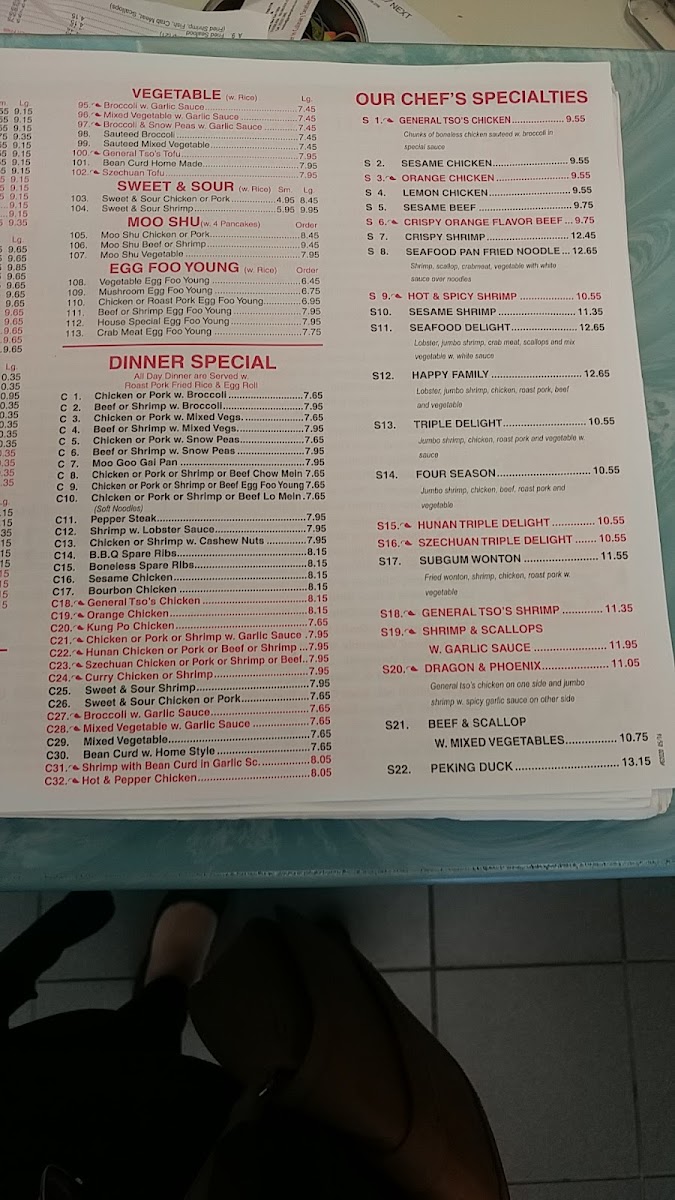 NEXT
VEGETABLE (w. Rice) Lg.
95. Broccoli w. Garlic Sauce 7.45
96. Mixed Vegetable w. Garlic Sauce 7.45
97. Broccoli & Snow Peas w. Garlic Sauce 7.45
98. Sauteed Broccoli 7.45
99. Sauteed Mixed Vegetable 7.45
100. General Tso's Tofu 7.95
101. Bean Curd Home Made 7.95
102. Szechuan Tofu 7.95
SWEET & SOUR (w. Rice) Sm. Lg.
103. Sweet & Sour Chicken or Pork 4.95 8.45
104. Sweet & Sour Shrimp 5.95 9.95
MOO SHU (w. 4 Pancakes) Order
105. Moo Shu Chicken or Pork 8.45
106. Moo Shu Beef or Shrimp 9.45
107. Moo Shu Vegetable 7.95
EGG FOO YOUNG (w. Rice) Order
108. Vegetable Egg Foo Young 6.45
109. Mushroom Egg Foo Young 6.75
110. Chicken or Roast Pork Egg Foo Young 6.95
111. Beef or Shrimp Egg Foo Young 7.95
112. House Special Egg Foo Young 7.95
113. Crab Meat Egg Foo Young 7.75
DINNER SPECIAL
All Day Dinner are Served w.
Roast Pork Fried Rice & Egg Roll
C 1. Chicken or Pork w. Broccoli 7.65
C 2. Beef or Shrimp w. Broccoli 7.95
C 3. Chicken or Pork w. Mixed Vegs. 7.65
C 4. Beef or Shrimp w. Mixed Vegs. 7.95
C 5. Chicken or Pork w. Snow Peas 7.65
C 6. Beef or Shrimp w. Snow Peas 7.95
C 7. Moo Goo Gai Pan 7.95
C 8. Chicken or Pork or Shrimp or Beef Chow Mein 7.65
C 9. Chicken or Pork or Shrimp or Beef Egg Foo Young 7.65
C10. Chicken or Pork or Shrimp or Beef Lo Mein 7.65
(Soft Noodles)
C11. Pepper Steak 7.95
C12. Shrimp w. Lobster Sauce 7.95
C13. Chicken or Shrimp w. Cashew Nuts 7.95
C14. B.B.Q Spare Ribs 8.15
C15. Boneless Spare Ribs 8.15
C16. Sesame Chicken 8.15
C17. Bourbon Chicken 8.15
C18. General Tso's Chicken 8.15
C19. Orange Chicken 8.15
C20. Kung Po Chicken 7.65
C21. Chicken or Pork or Shrimp w. Garlic Sauce 7.95
C22. Hunan Chicken or Pork or Beef or Shrimp 7.95
C23. Szechuan Chicken or Pork or Shrimp or Beef 7.95
C24. Curry Chicken or Shrimp 7.95
C25. Sweet & Sour Shrimp 7.95
C26. Sweet & Sour Chicken or Pork 7.65
C27. Broccoli w. Garlic Sauce 7.65
C28. Mixed Vegetable w. Garlic Sauce 7.65
C29. Mixed Vegetable 7.65
C30. Bean Curd w. Home Style 7.65
C31. Shrimp with Bean Curd in Garlic Sc. 8.05
C32. Hot & Pepper Chicken 8.05
OUR CHEF'S SPECIALTIES
S 1. GENERAL TSO'S CHICKEN 9.55
Chunks of boneless chicken sauteed w. broccoli in
special sauce
S 2. SESAME CHICKEN 9.55
S 3. ORANGE CHICKEN 9.55
S 4. LEMON CHICKEN 9.55
S 5. SESAME BEEF 9.75
S 6. CRISPY ORANGE FLAVOR BEEF 9.75
S 7. CRISPY SHRIMP 12.45
S 8. SEAFOOD PAN FRIED NOODLE 12.65
Shrimp, scallop, crabmeat, vegetable with white
sauce over noodles
S 9. HOT & SPICY SHRIMP 10.55
S10. SESAME SHRIMP 11.35
S11. SEAFOOD DELIGHT 12.65
Lobster, jumbo shrimp, crab meat, scallops and mix
vegetable w. white sauce
S12. HAPPY FAMILY 12.65
Lobster, jumbo shrimp, chicken, roast pork, beef
and vegetable
S13. TRIPLE DELIGHT 10.55
Jumbo shrimp, chicken, roast pork and vegetable w.
sauce
S14. FOUR SEASON 10.55
Jumbo shrimp, chicken, beef, roast pork and
vegetable
S15. HUNAN TRIPLE DELIGHT 10.55
S16. SZECHUAN TRIPLE DELIGHT 10.55
S17. SUBGUM WONTON 11.55
Fried wonton, shrimp, chicken, roast pork w.
vegetable
S18. GENERAL TSO'S SHRIMP 11.35
S19. SHRIMP & SCALLOPS
W. GARLIC SAUCE 11.95
S20. DRAGON & PHOENIX 11.05
General tso's chicken on one side and jumbo
shrimp w. spicy garlic sauce on other side
S21. BEEF & SCALLOP
W. MIXED VEGETABLES 10.75
S22. PEKING DUCK 13.15